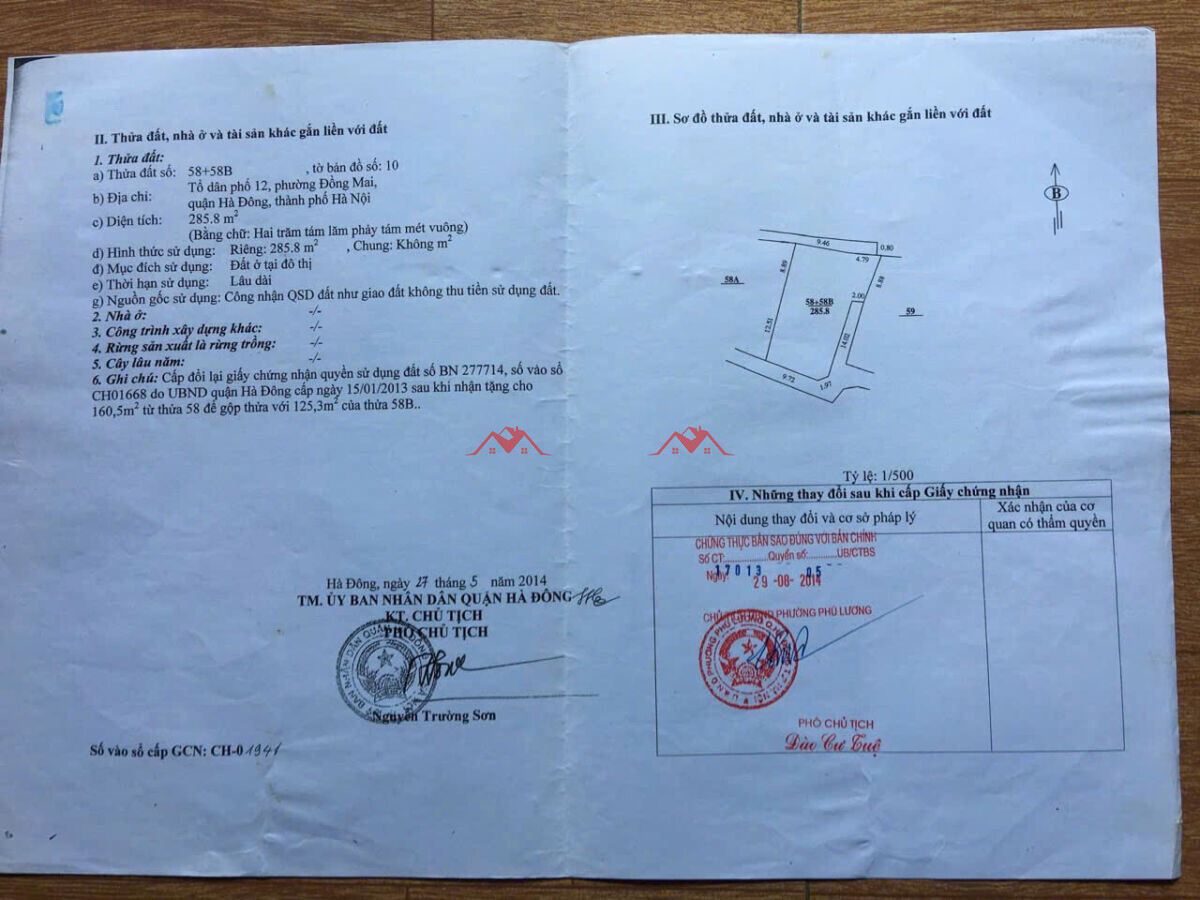 II. Thửa đất, nhà ở và tài sản khác gắn liền với đất
1. Thửa đất:
a) Thửa đất số: 58+58B , tờ bản đồ số: 10
b) Địa chỉ: Tổ dân phố 12, phường Đồng Mai,
quận Hà Đông, thành phố Hà Nội
c) Diện tích: 285.8 m²
(Bằng chữ: Hai trăm tám lăm phảy tám mét vuông)
d) Hình thức sử dụng: Riêng: 285.8 m² , Chung: Không m²
đ) Mục đích sử dụng: Đất ở tại đô thị
e) Thời hạn sử dụng: Lâu dài
g) Nguồn gốc sử dụng: Công nhận QSD đất như giao đất không thu tiền sử dụng đất.
2. Nhà ở: -/-
3. Công trình xây dựng khác: -/-
4. Rừng sản xuất là rừng trồng: -/-
5. Cây lâu năm: -/-
6. Ghi chú: Cấp đổi lại giấy chứng nhận quyền sử dụng đất số BN 277714, số vào sổ
CH01668 do UBND quận Hà Đông cấp ngày 15/01/2013 sau khi nhận tặng cho
160,5m² từ thửa 58 để gộp thửa với 125,3m² của thửa 58B..
Hà Đông, ngày 27 tháng 5 năm 2014
TM. ỦY BAN NHÂN DÂN QUẬN HÀ ĐÔNG
KT. CHỦ TỊCH
PHÓ CHỦ TỊCH
Nguyễn Trường Sơn
Số vào sổ cấp GCN: CH-01941
III. Sơ đồ thửa đất, nhà ở và tài sản khác gắn liền với đất
B
9.46
0.80
4.79
8.89
8.88
58A
58+58B
285.8
2.00
59
12.51
14.02
9.72
1.97
Tỷ lệ: 1/500
IV. Những thay đổi sau khi cấp Giấy chứng nhận
Nội dung thay đổi và cơ sở pháp lý
Xác nhận của cơ
quan có thẩm quyền
CHỨNG THỰC BẢN SAO ĐÚNG VỚI BẢN CHÍNH
Số CT:..............Quyển số:..........UB/CTBS
17013 05
Ngày: 29-08-2014
CHỦ TỊCH UBND PHƯỜNG PHÚ LƯƠNG
PHÓ CHỦ TỊCH
Đào Cư Tuệ